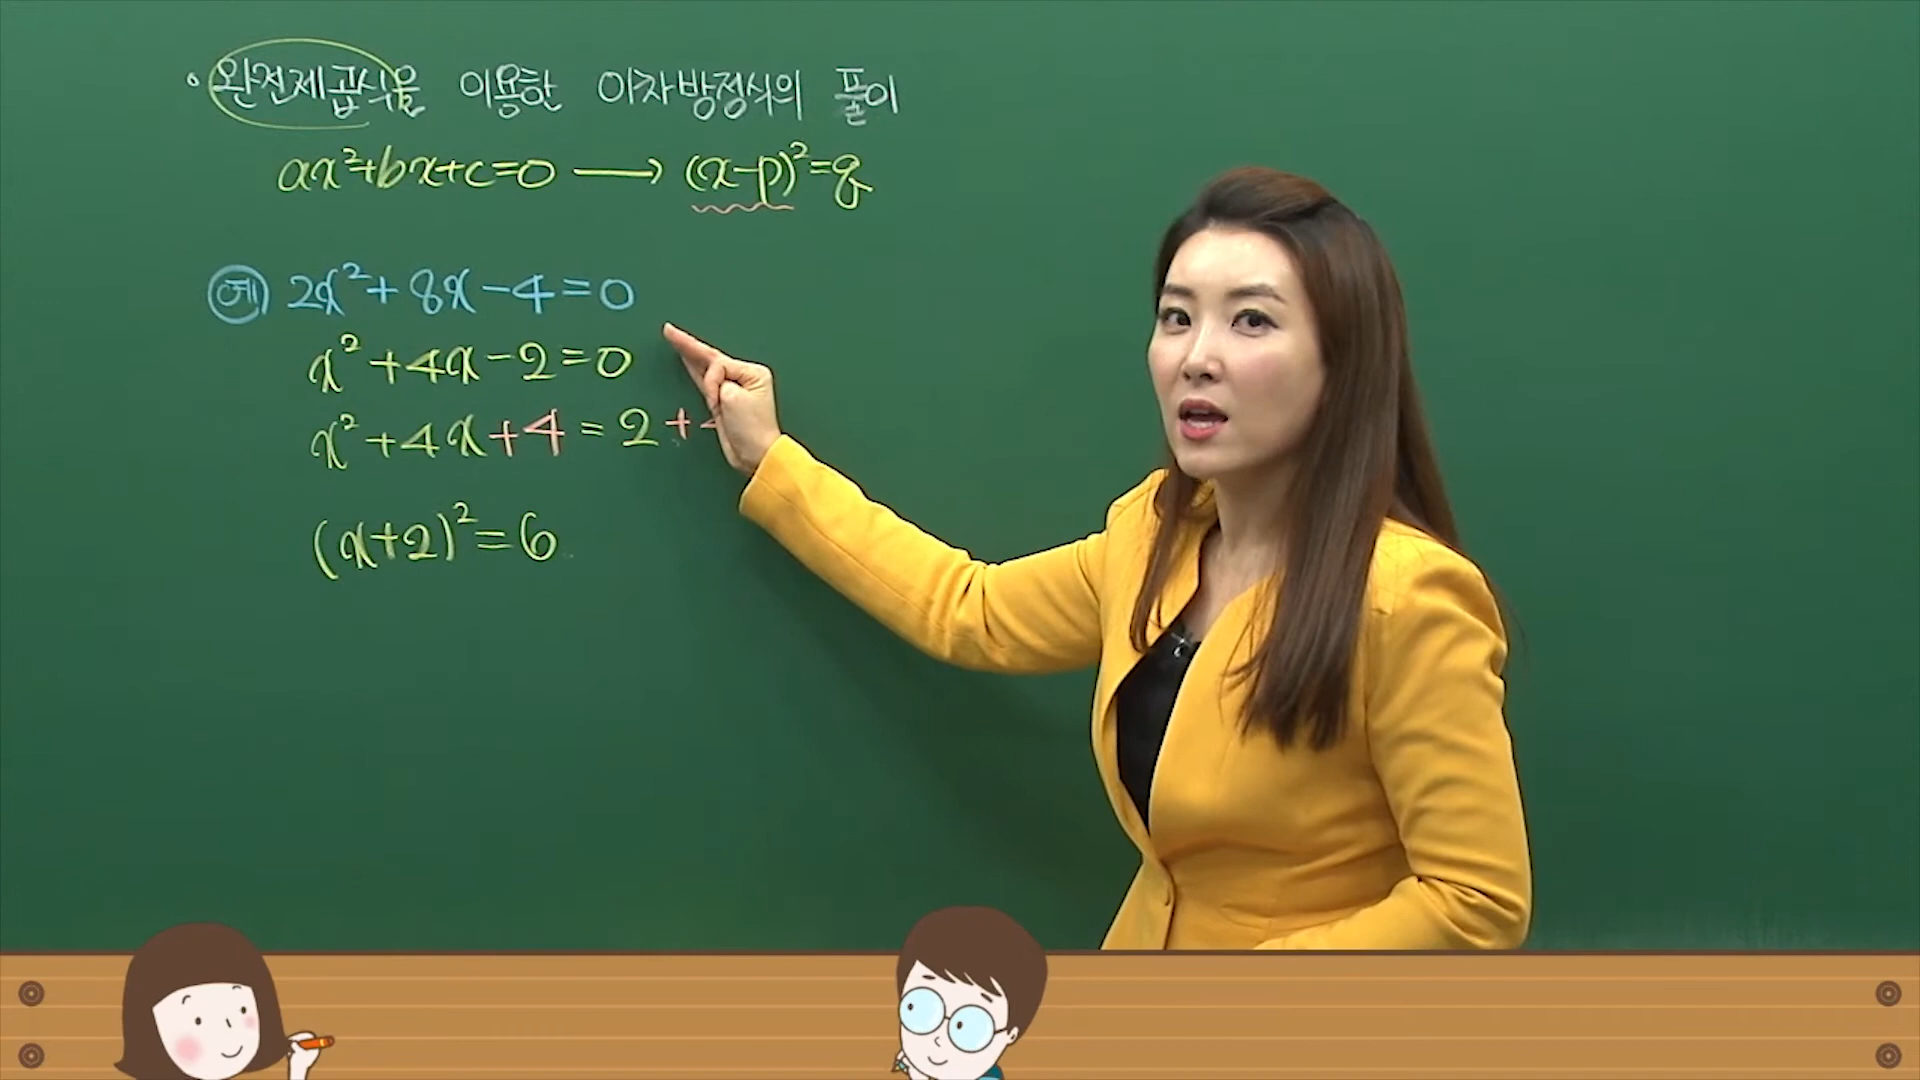 • 완전제곱식을 이용한 이차방정식의 풀이
ax²+bx+c=0 → (x-p)²=q
예 2x²+8x-4=0
x²+4x-2=0
x²+4x+4=2+
(x+2)²=6